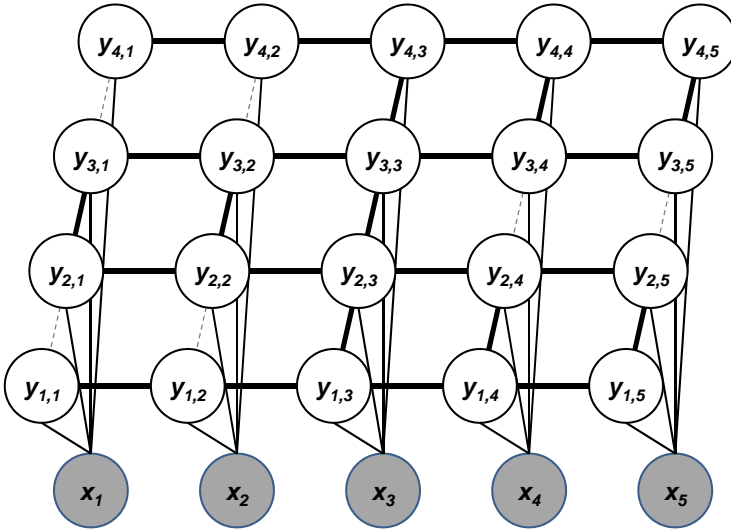 y4,1 y4,2 y4,3 y4,4 y4,5
y3,1 y3,2 y3,3 y3,4 y3,5
y2,1 y2,2 y2,3 y2,4 y2,5
y1,1 y1,2 y1,3 y1,4 y1,5
x1 x2 x3 x4 x5